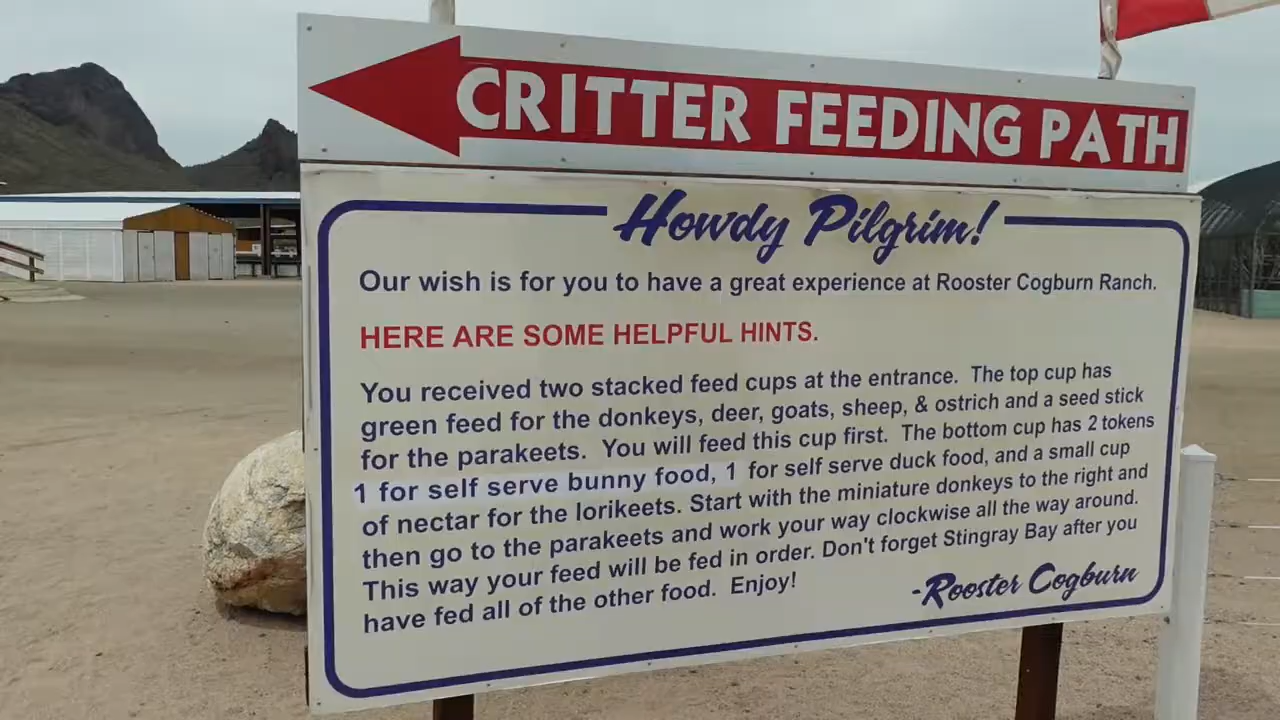 CRITTER FEEDING PATH
Howdy Pilgrim!
Our wish is for you to have a great experience at Rooster Cogburn Ranch.
HERE ARE SOME HELPFUL HINTS.
You received two stacked feed cups at the entrance. The top cup has
green feed for the donkeys, deer, goats, sheep, & ostrich and a seed stick
for the parakeets. You will feed this cup first. The bottom cup has 2 tokens
1 for self serve bunny food, 1 for self serve duck food, and a small cup
of nectar for the lorikeets. Start with the miniature donkeys to the right and
then go to the parakeets and work your way clockwise all the way around.
This way your feed will be fed in order. Don't forget Stingray Bay after you
have fed all of the other food. Enjoy!
-Rooster Cogburn